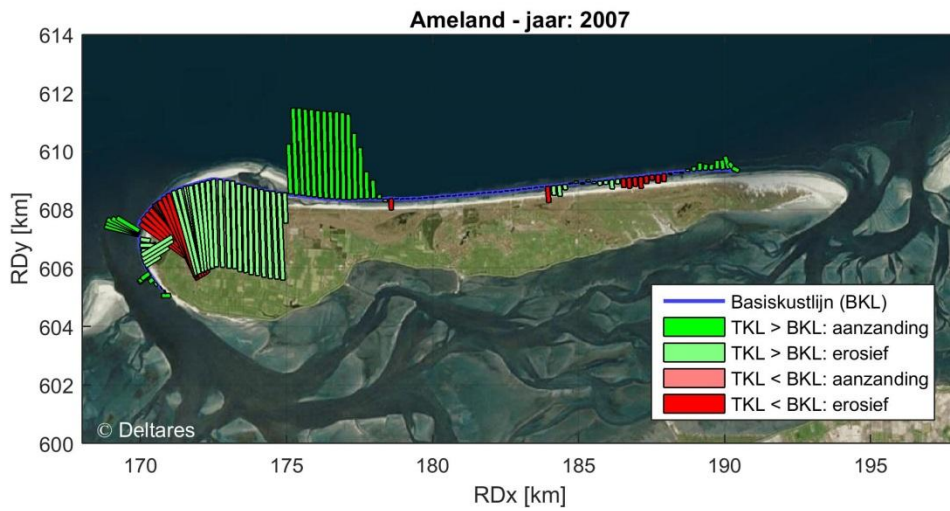 Ameland - jaar: 2007
614
612
610
608
606
604
602
600
RDy [km]
Basiskustlijn (BKL)
TKL > BKL: aanzanding
TKL > BKL: erosief
TKL < BKL: aanzanding
TKL < BKL: erosief
© Deltares
170 175 180 185 190 195
RDx [km]